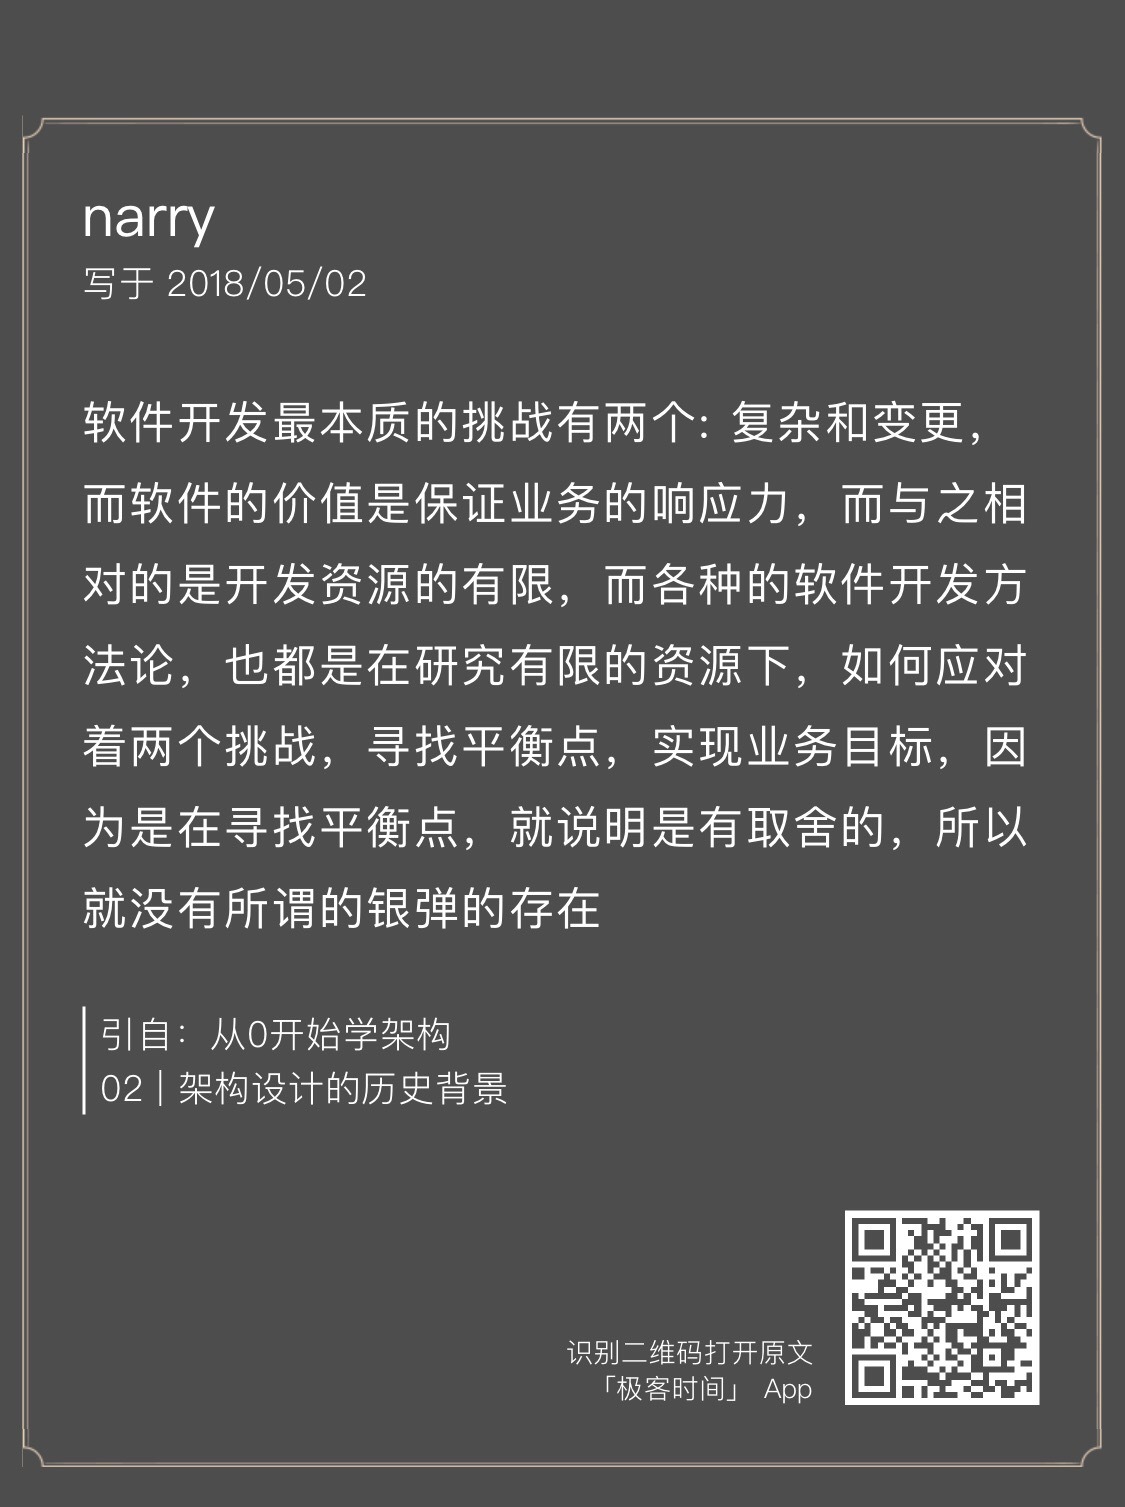 narry
写于 2018/05/02
软件开发最本质的挑战有两个: 复杂和变更，
而软件的价值是保证业务的响应力，而与之相
对的是开发资源的有限，而各种的软件开发方
法论，也都是在研究有限的资源下，如何应对
着两个挑战，寻找平衡点，实现业务目标，因
为是在寻找平衡点，就说明是有取舍的，所以
就没有所谓的银弹的存在
引自：从0开始学架构
02 | 架构设计的历史背景
识别二维码打开原文
「极客时间」 App